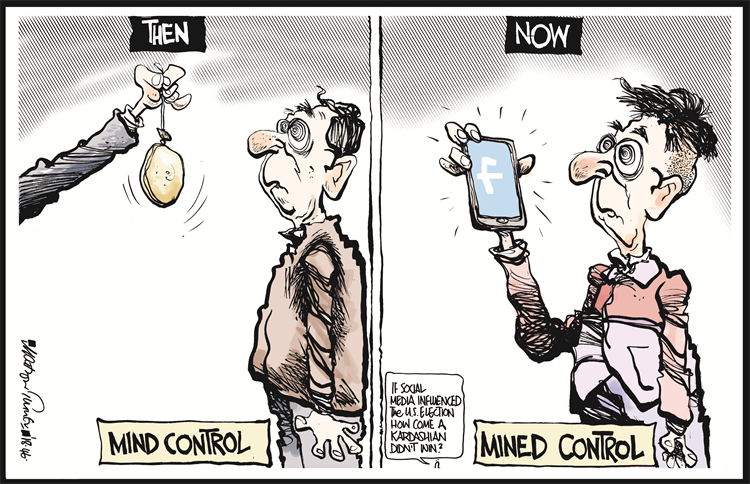 THEN
NOW
f
MIND CONTROL
IF SOCIAL
MEDIA INFLUENCED
THE U.S. ELECTION
HOW COME A
KARDASHIAN
DIDN'T WIN?
MINED CONTROL